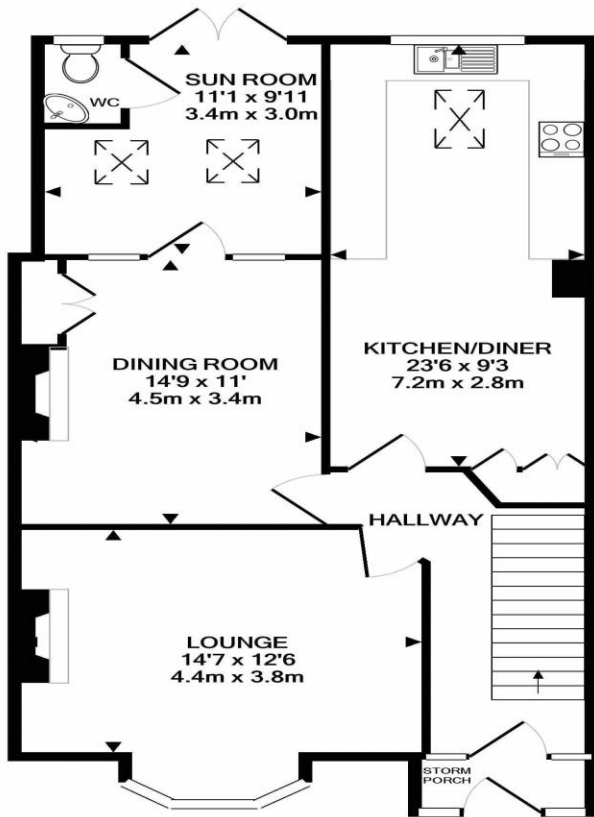 SUN ROOM
11'1 x 9'11
3.4m x 3.0m
WC
KITCHEN/DINER
23'6 x 9'3
7.2m x 2.8m
DINING ROOM
14'9 x 11'
4.5m x 3.4m
HALLWAY
LOUNGE
14'7 x 12'6
4.4m x 3.8m
STORM
PORCH